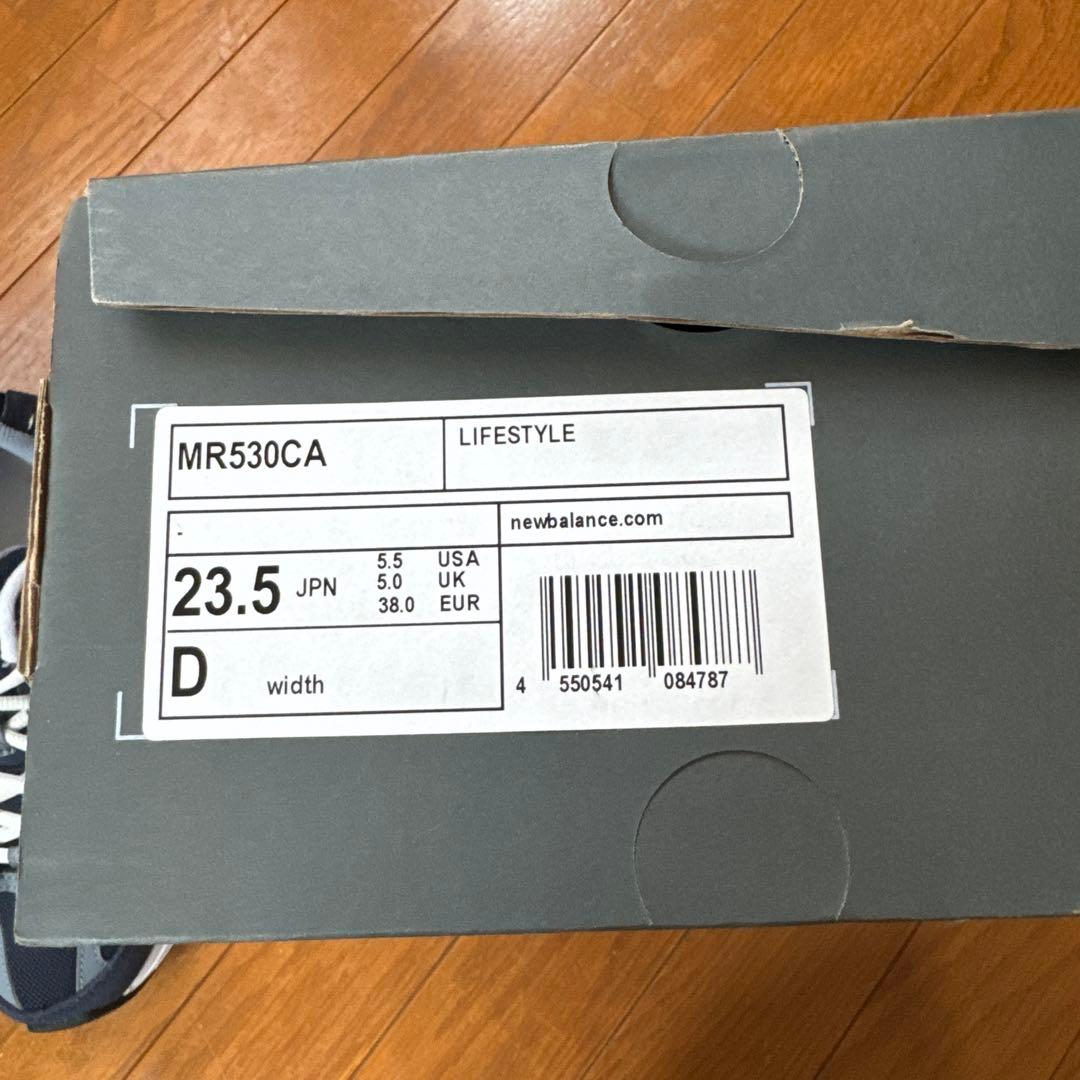 MR530CA
LIFESTYLE
-
newbalance.com
23.5 JPN
5.5 USA
5.0 UK
38.0 EUR
D width
4 550541 084787